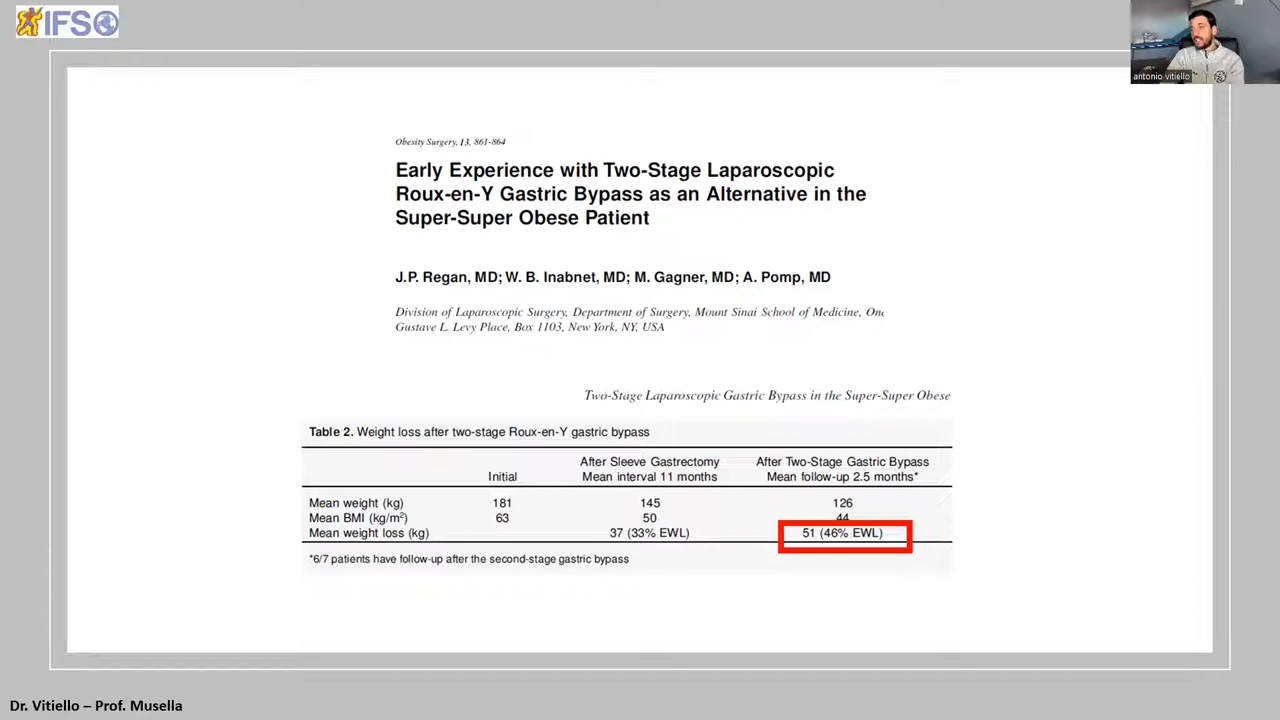 IFSO
antonio vitiello
Obesity Surgery, 13, 861-864
Early Experience with Two-Stage Laparoscopic
Roux-en-Y Gastric Bypass as an Alternative in the
Super-Super Obese Patient
J.P. Regan, MD; W. B. Inabnet, MD; M. Gagner, MD; A. Pomp, MD
Division of Laparoscopic Surgery, Department of Surgery, Mount Sinai School of Medicine, One
Gustave L. Levy Place, Box 1103, New York, NY, USA
Two-Stage Laparoscopic Gastric Bypass in the Super-Super Obese
Table 2. Weight loss after two-stage Roux-en-Y gastric bypass
After Sleeve Gastrectomy After Two-Stage Gastric Bypass
Initial Mean interval 11 months Mean follow-up 2.5 months*
Mean weight (kg) 181 145 126
Mean BMI (kg/m²) 63 50 44
Mean weight loss (kg) 37 (33% EWL) 51 (46% EWL)
*6/7 patients have follow-up after the second-stage gastric bypass
Dr. Vitiello – Prof. Musella